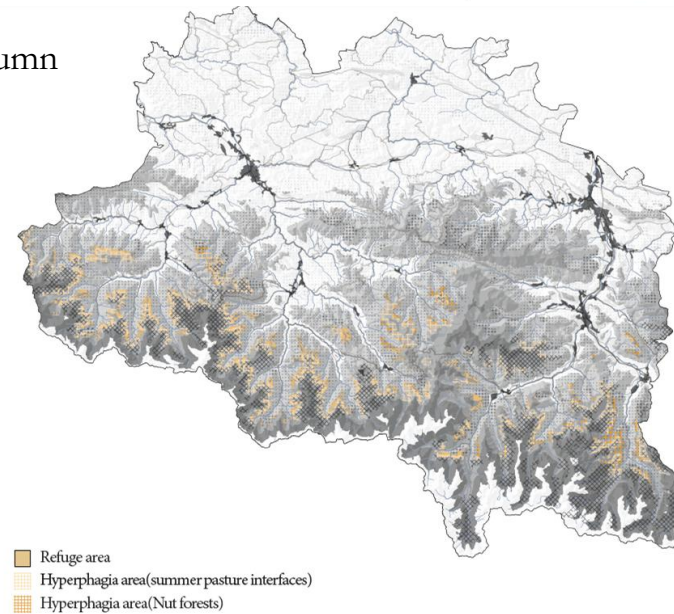 umn
Refuge area
Hyperphagia area(summer pasture interfaces)
Hyperphagia area(Nut forests)